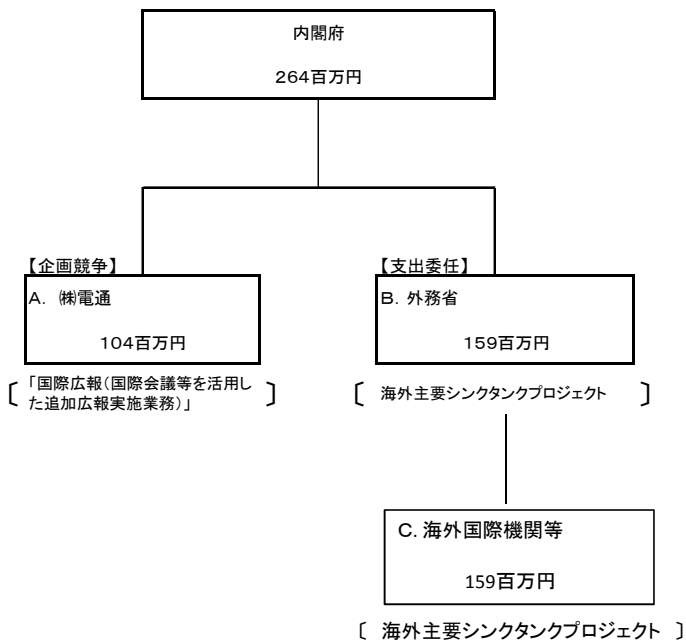 内閣府
264百万円
【企画競争】
A. ㈱電通
104百万円
〔「国際広報(国際会議等を活用し
た追加広報実施業務)」〕
【支出委任】
B. 外務省
159百万円
〔 海外主要シンクタンクプロジェクト 〕
C. 海外国際機関等
159百万円
〔 海外主要シンクタンクプロジェクト 〕